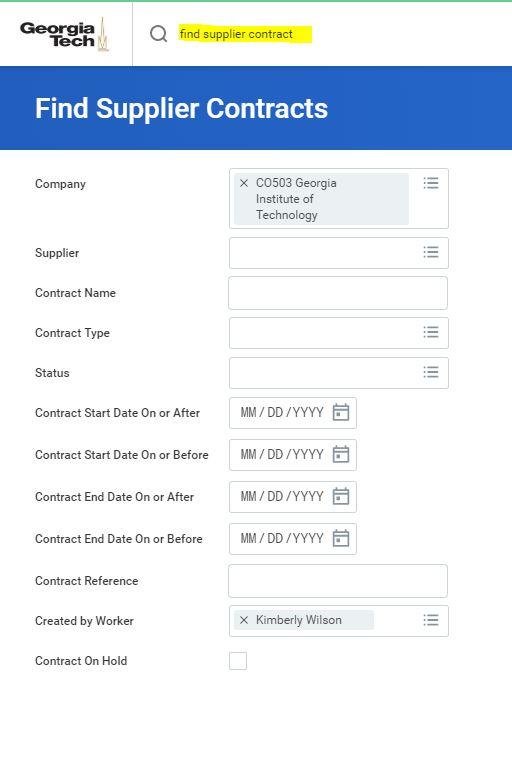 Georgia
Tech
find supplier contract
Find Supplier Contracts
Company
× CO503 Georgia
Institute of
Technology
Supplier
Contract Name
Contract Type
Status
Contract Start Date On or After MM / DD / YYYY
Contract Start Date On or Before MM / DD / YYYY
Contract End Date On or After MM / DD / YYYY
Contract End Date On or Before MM / DD / YYYY
Contract Reference
Created by Worker × Kimberly Wilson
Contract On Hold